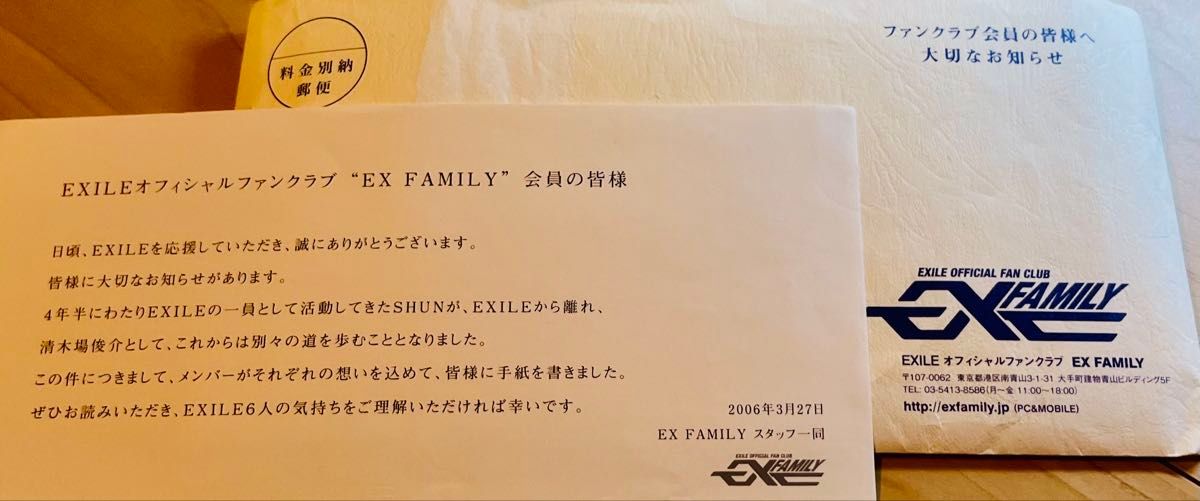 料金別納
郵便
ファンクラブ会員の皆様へ
大切なお知らせ
EXILEオフィシャルファンクラブ“EX FAMILY”会員の皆様
日頃、EXILEを応援していただき、誠にありがとうございます。
皆様に大切なお知らせがあります。
4年半にわたりEXILEの一員として活動してきたSHUNが、EXILEから離れ、
清木場俊介として、これからは別々の道を歩むこととなりました。
この件につきまして、メンバーがそれぞれの想いを込めて、皆様に手紙を書きました。
ぜひお読みいただき、EXILE6人の気持ちをご理解いただければ幸いです。
2006年3月27日
EX FAMILY スタッフ一同
EXILE OFFICIAL FAN CLUB
EX FAMILY
EXILE OFFICIAL FAN CLUB
EX FAMILY
EXILE オフィシャルファンクラブ EX FAMILY
〒107-0062 東京都港区南青山3-1-31 大手町建物青山ビルディング5F
TEL: 03-5413-8586(月〜金 11:00〜18:00)
http://exfamily.jp (PC&MOBILE)